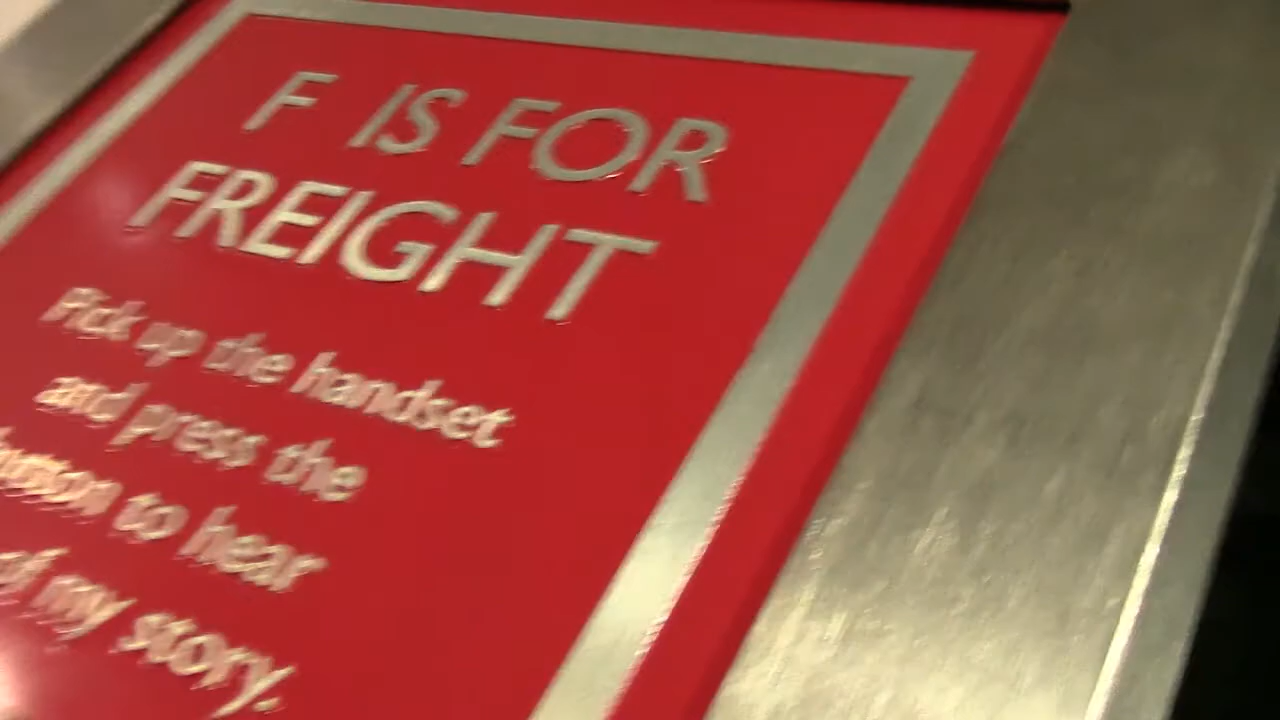 F IS FOR
FREIGHT
Pick up the handset
and press the
button to hear
my story.